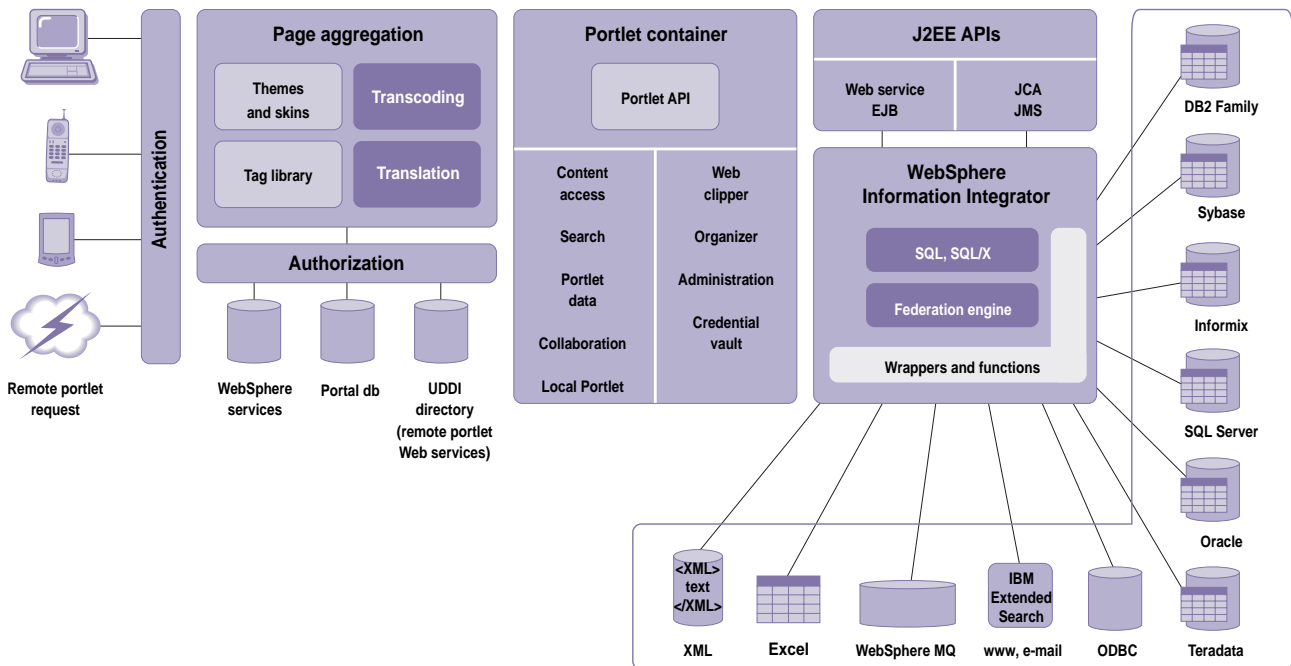 Remote portlet
request
Authentication
Page aggregation
Themes
and skins
Transcoding
Tag library
Translation
Authorization
WebSphere
services
Portal db
UDDI
directory
(remote portlet
Web services)
Portlet container
Portlet API
Content
access
Search
Portlet
data
Collaboration
Local Portlet
Web
clipper
Organizer
Administration
Credential
vault
J2EE APIs
Web service
EJB
JCA
JMS
WebSphere
Information Integrator
SQL, SQL/X
Federation engine
Wrappers and functions
DB2 Family
Sybase
Informix
SQL Server
Oracle
Teradata
<XML>
text
</XML>
XML
Excel
WebSphere MQ
IBM
Extended
Search
www, e-mail
ODBC